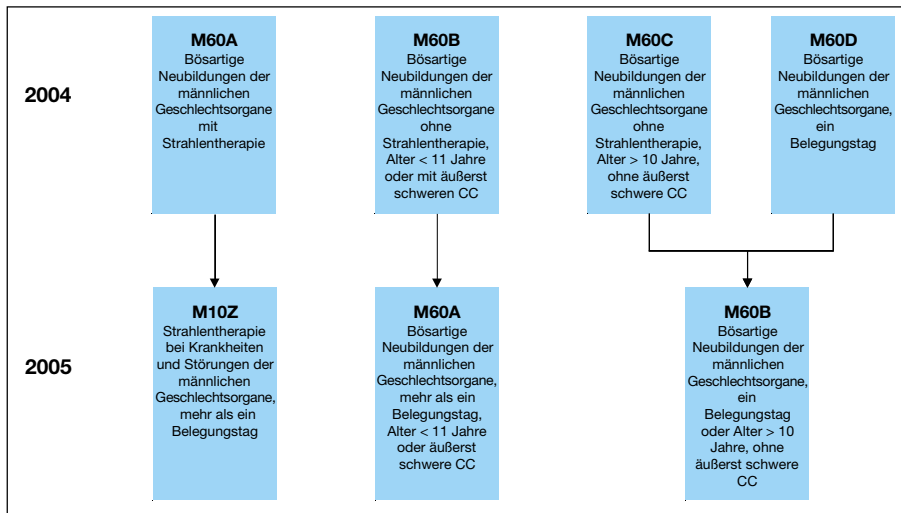 2004
M60A
Bösartige
Neubildungen der
männlichen
Geschlechtsorgane
mit
Strahlentherapie
M60B
Bösartige
Neubildungen der
männlichen
Geschlechtsorgane
ohne
Strahlentherapie,
Alter < 11 Jahre
oder mit äußerst
schweren CC
M60C
Bösartige
Neubildungen der
männlichen
Geschlechtsorgane
ohne
Strahlentherapie,
Alter > 10 Jahre,
ohne äußerst
schwere CC
M60D
Bösartige
Neubildungen der
männlichen
Geschlechtsorgane,
ein
Belegungstag
2005
M10Z
Strahlentherapie
bei Krankheiten
und Störungen der
männlichen
Geschlechtsorgane,
mehr als ein
Belegungstag
M60A
Bösartige
Neubildungen der
männlichen
Geschlechtsorgane,
mehr als ein
Belegungstag,
Alter < 11 Jahre
oder äußerst
schwere CC
M60B
Bösartige
Neubildungen der
männlichen
Geschlechtsorgane,
ein
Belegungstag
oder Alter > 10
Jahre, ohne
äußerst schwere
CC